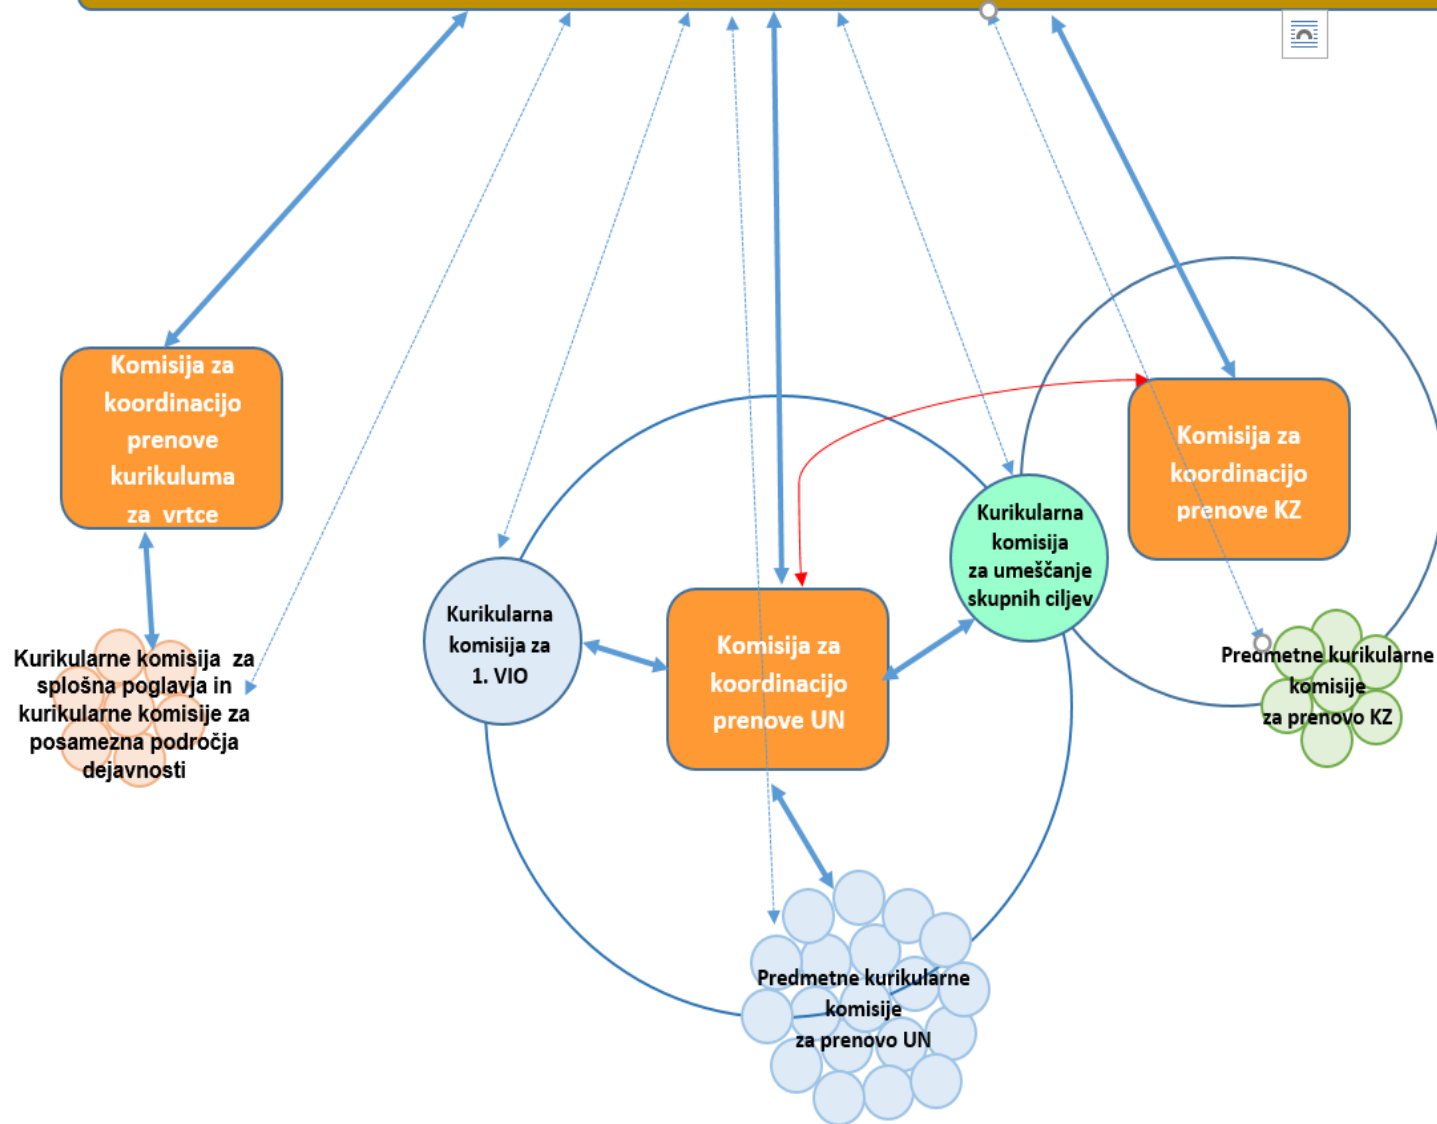 Komisija za
koordinacijo
prenove
kurikuluma
za vrtce
Komisija za
koordinacijo
prenove KZ
Kurikularna
komisija
za umeščanje
skupnih ciljev
Kurikularna
komisija za
1. VIO
Komisija za
koordinacijo
prenove UN
Kurikularne komisija za
splošna poglavja in
kurikularne komisije za
posamezna področja
dejavnosti
Predmetne kurikularne
komisije
za prenovo KZ
Predmetne kurikularne
komisije
za prenovo UN